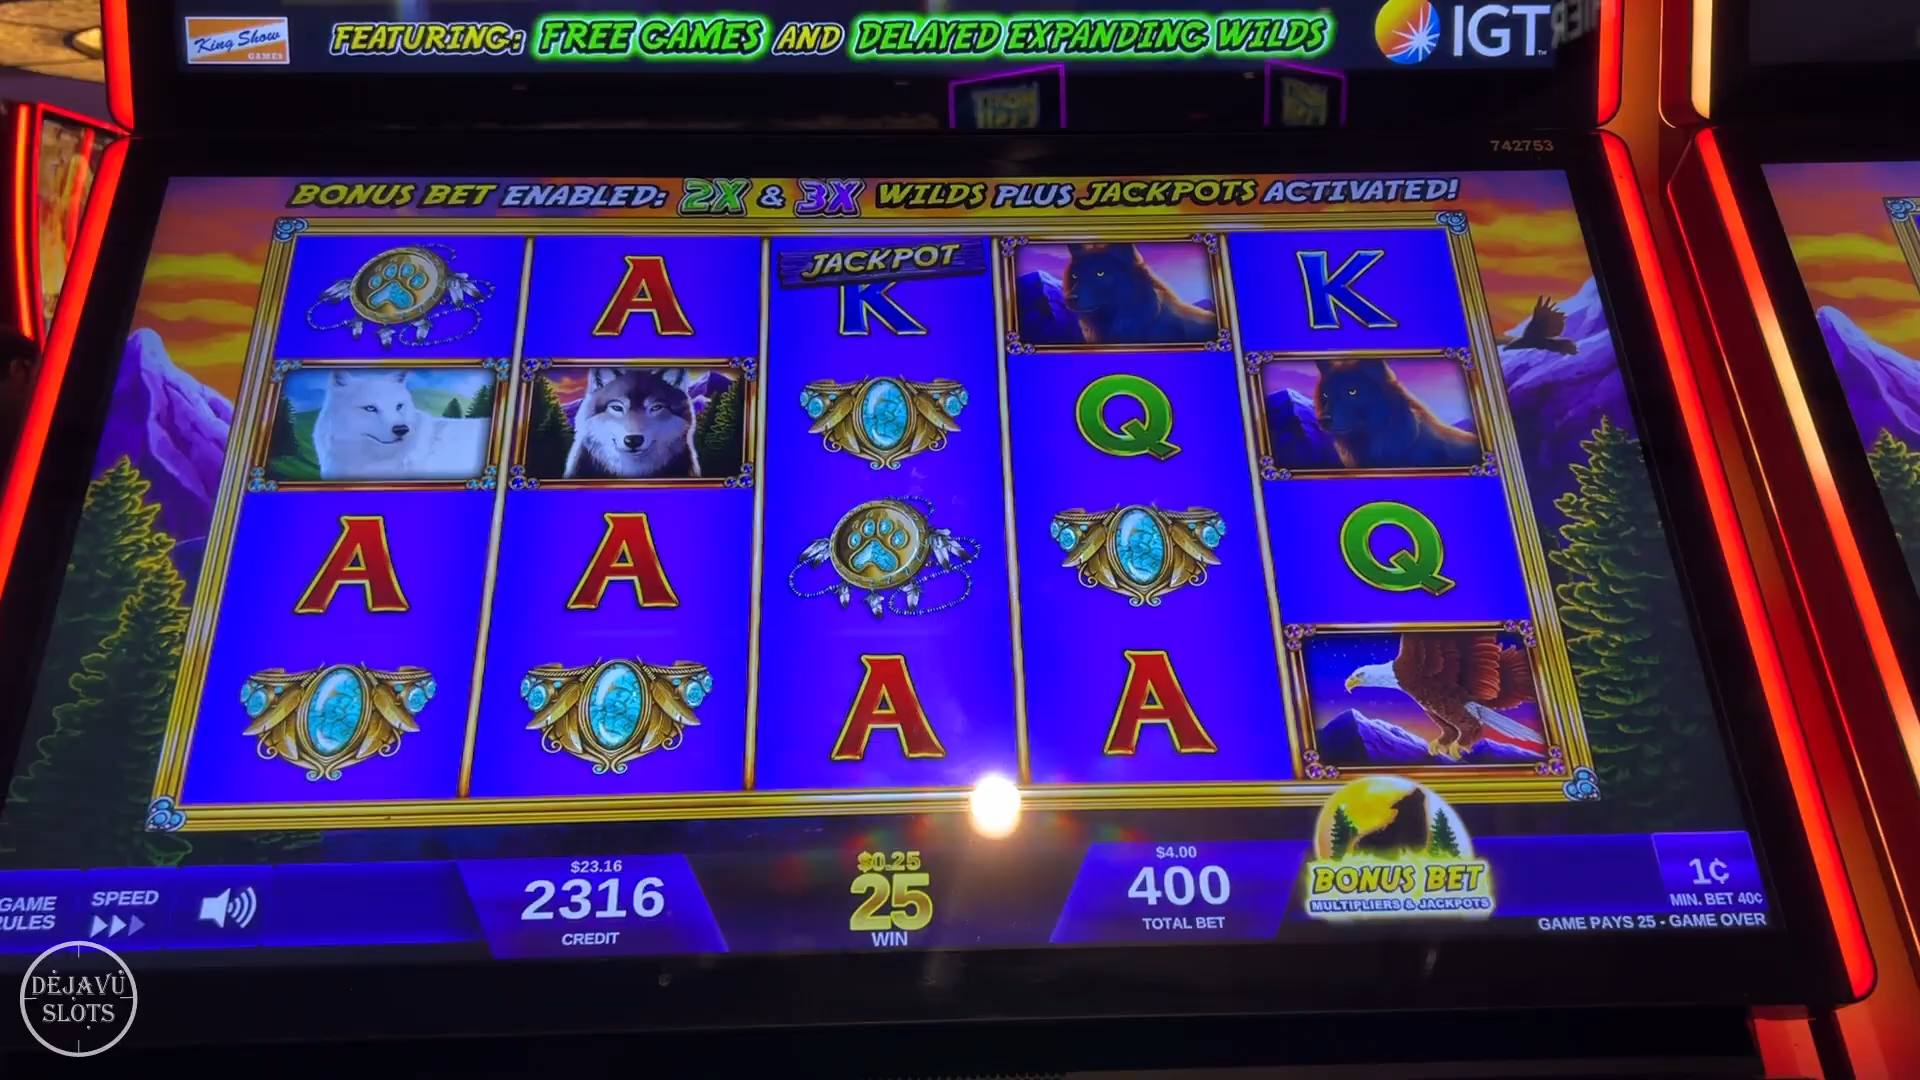 King Show
GAMES
FEATURING: FREE GAMES AND DELAYED EXPANDING WILDS
IGT
742753
BONUS BET ENABLED: 2X & 3X WILDS PLUS JACKPOTS ACTIVATED!
A
JACKPOT
K
K
Q
A
A
Q
A
A
GAME
RULES
SPEED
$23.16
2316
CREDIT
$0.25
25
WIN
$4.00
400
TOTAL BET
BONUS BET
MULTIPLIERS & JACKPOTS
1¢
MIN. BET 40¢
GAME PAYS 25 - GAME OVER
DEJAVU
SLOTS